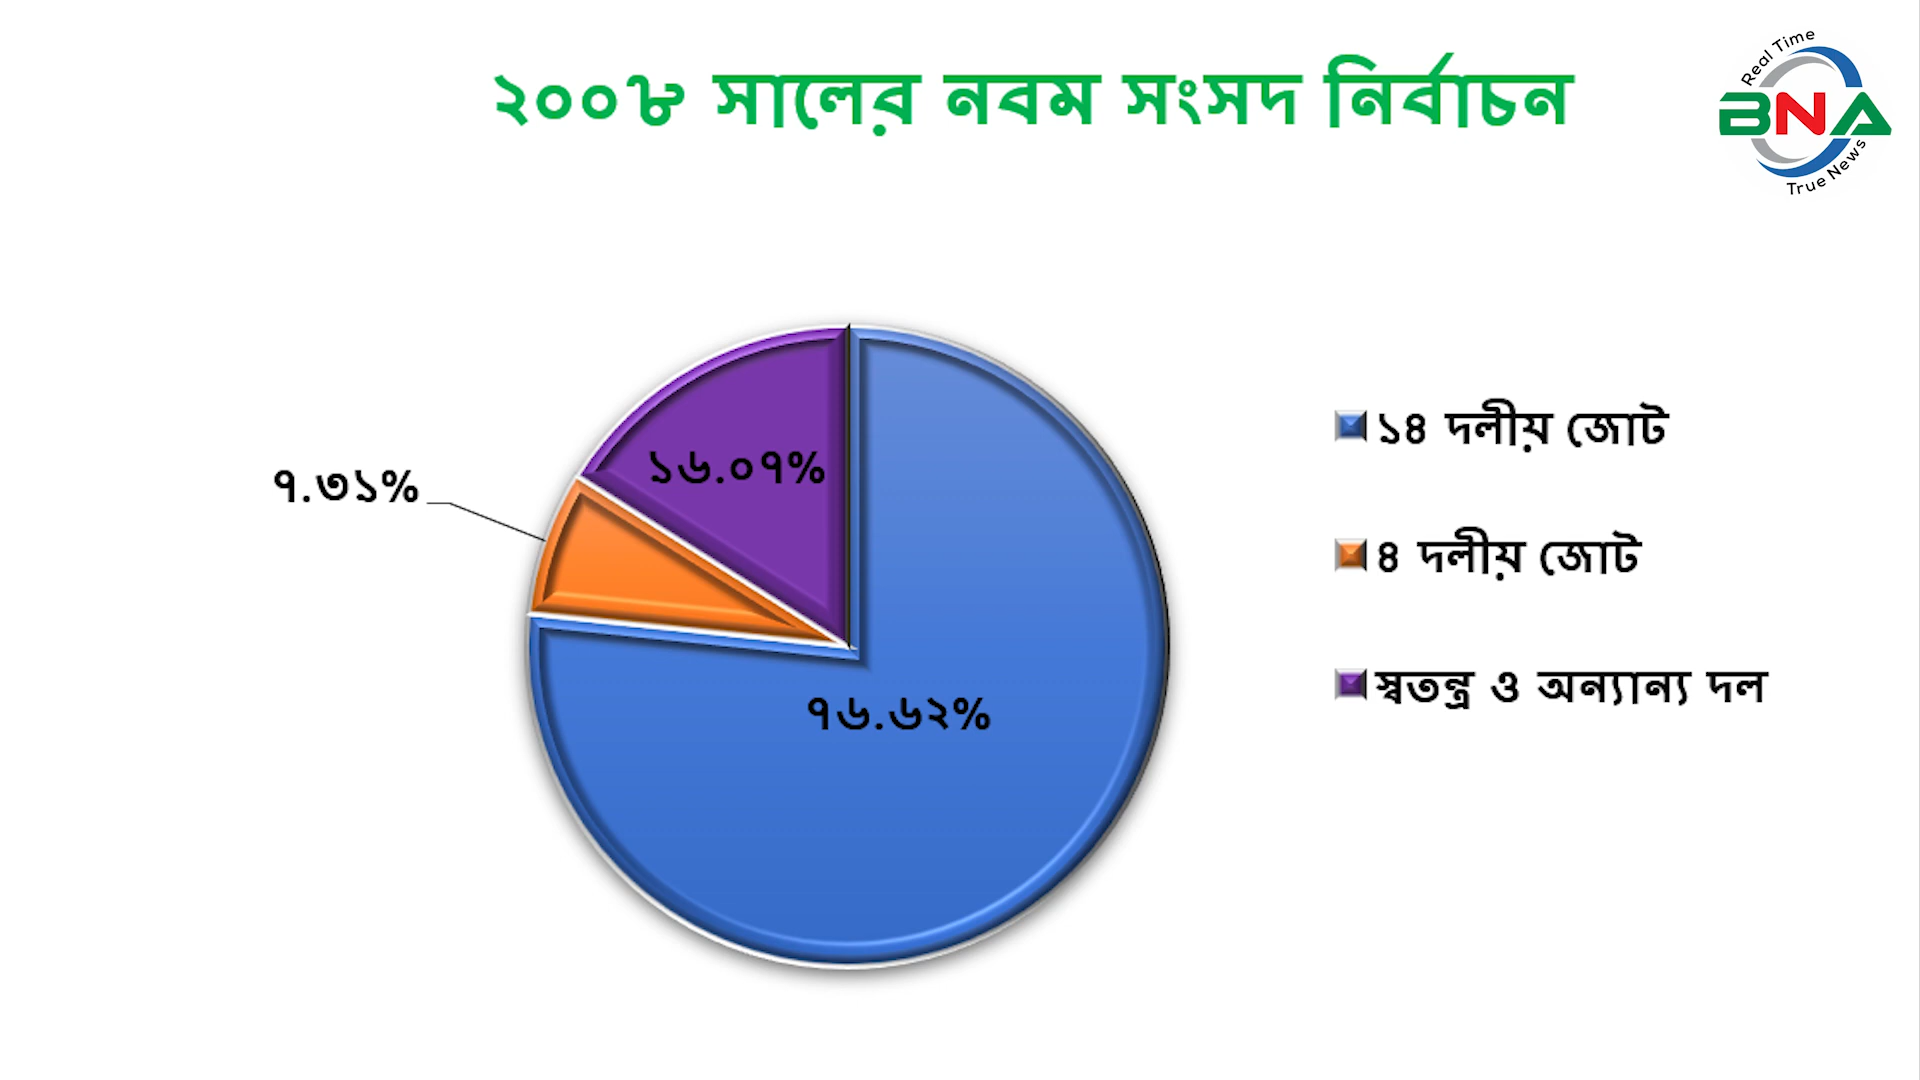 ২০০৮ সালের নবম সংসদ নির্বাচন
Real Time
BNA
True News
১৬.০৭%
৭.৩১%
৭৬.৬২%
১৪ দলীয় জোট
৪ দলীয় জোট
স্বতন্ত্র ও অন্যান্য দল